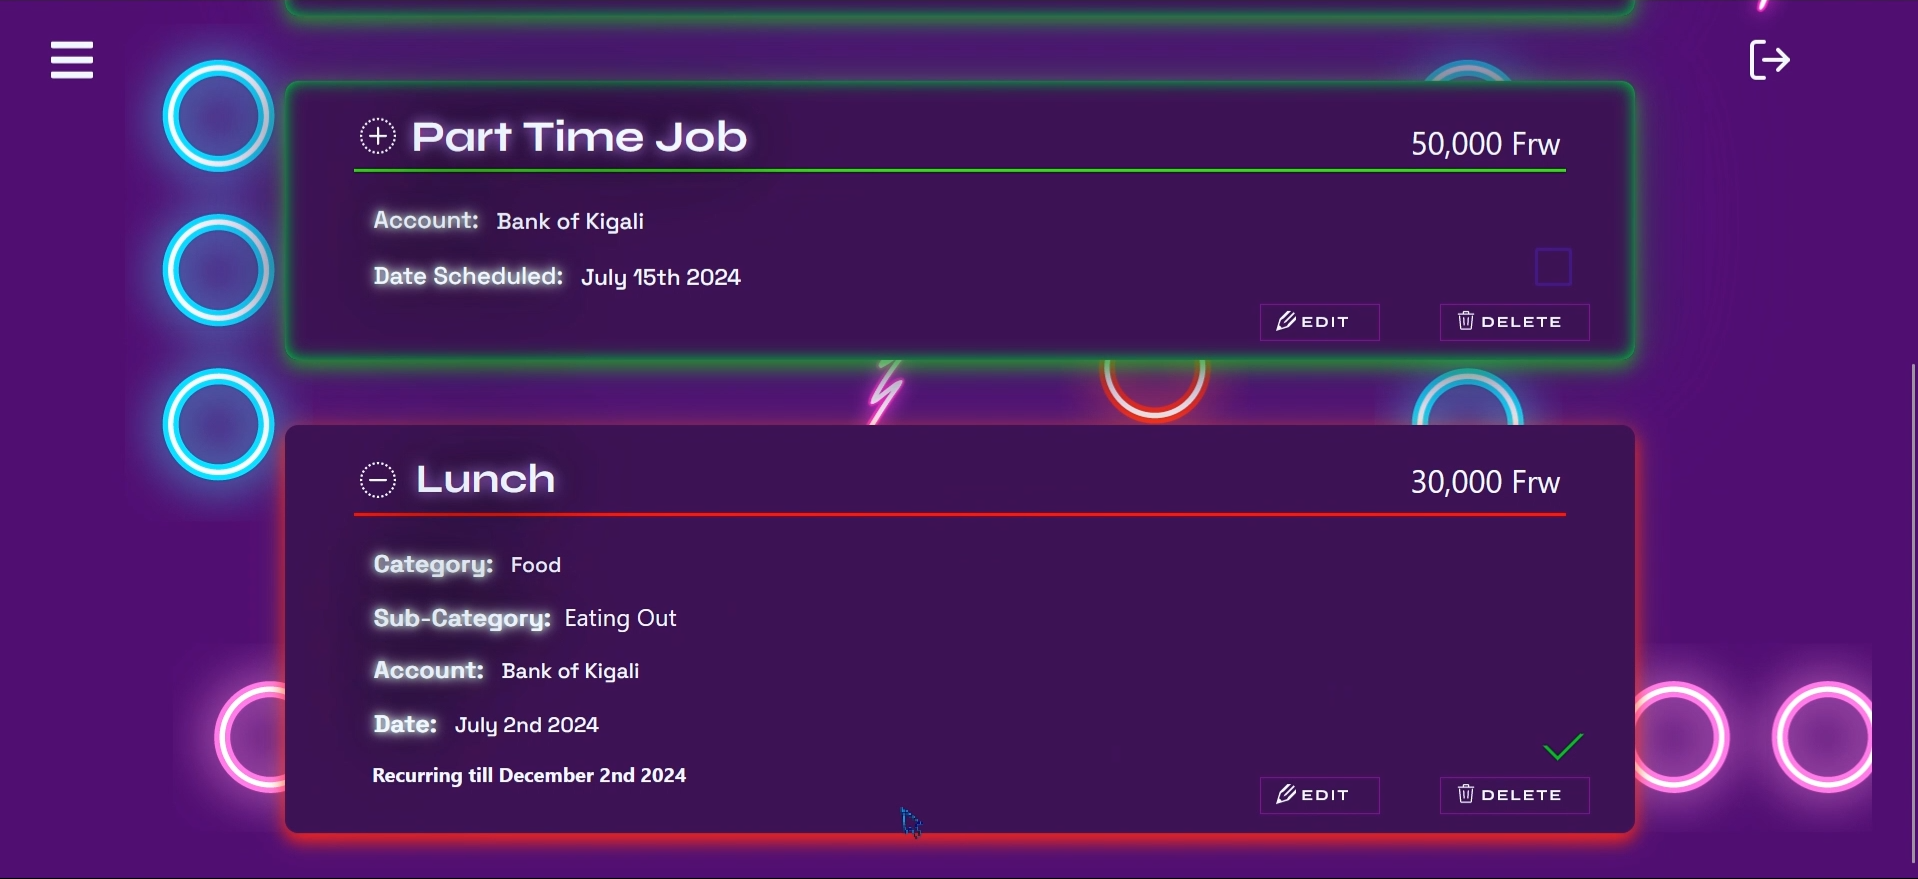 Part Time Job
50,000 Frw
Account: Bank of Kigali
Date Scheduled: July 15th 2024
EDIT
DELETE
Lunch
30,000 Frw
Category: Food
Sub-Category: Eating Out
Account: Bank of Kigali
Date: July 2nd 2024
Recurring till December 2nd 2024
EDIT
DELETE